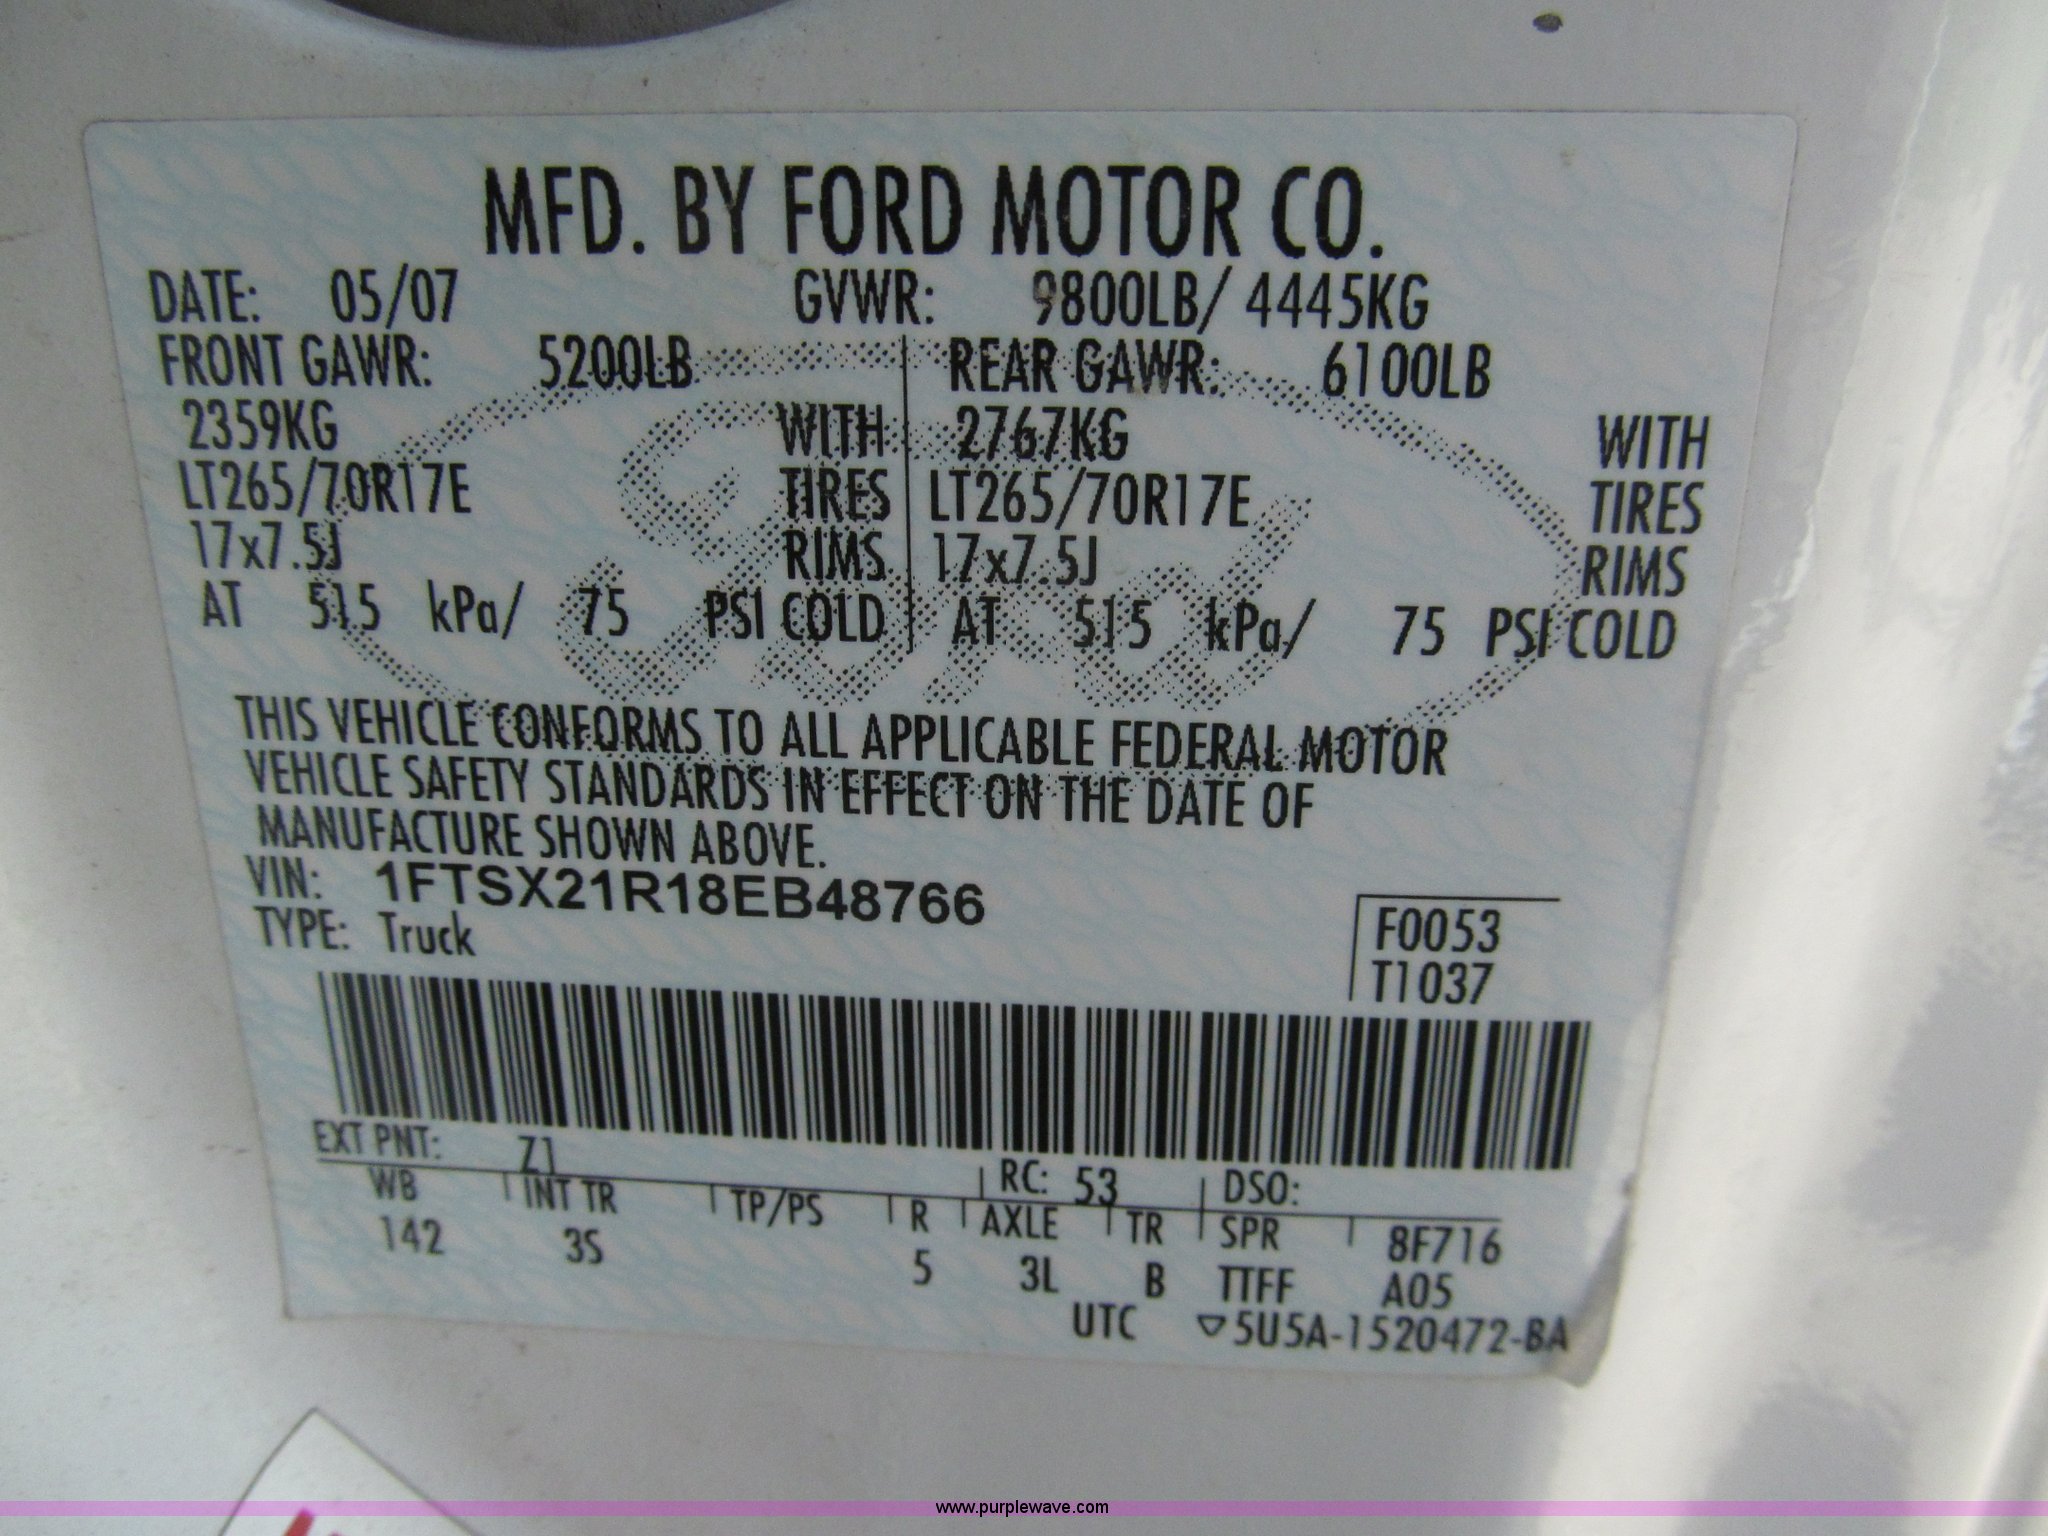 MFD. BY FORD MOTOR CO.
DATE: 05/07 GVWR: 9800LB/ 4445KG
FRONT GAWR: 5200LB REAR GAWR: 6100LB
2359KG WITH 2767KG WITH
LT265/70R17E TIRES LT265/70R17E TIRES
17x7.5J RIMS 17x7.5J RIMS
AT 515 kPa/ 75 PSI COLD AT 515 kPa/ 75 PSI COLD
Ford
THIS VEHICLE CONFORMS TO ALL APPLICABLE FEDERAL MOTOR
VEHICLE SAFETY STANDARDS IN EFFECT ON THE DATE OF
MANUFACTURE SHOWN ABOVE.
VIN: 1FTSX21R18EB48766
TYPE: Truck
F0053
T1037
EXT PNT: Z1 RC: 53 DSO:
WB INT TR TP/PS R AXLE TR SPR 8F716
142 3S 5 3L B TTFF A05
UTC ▽5U5A-1520472-BA
www.purplewave.com